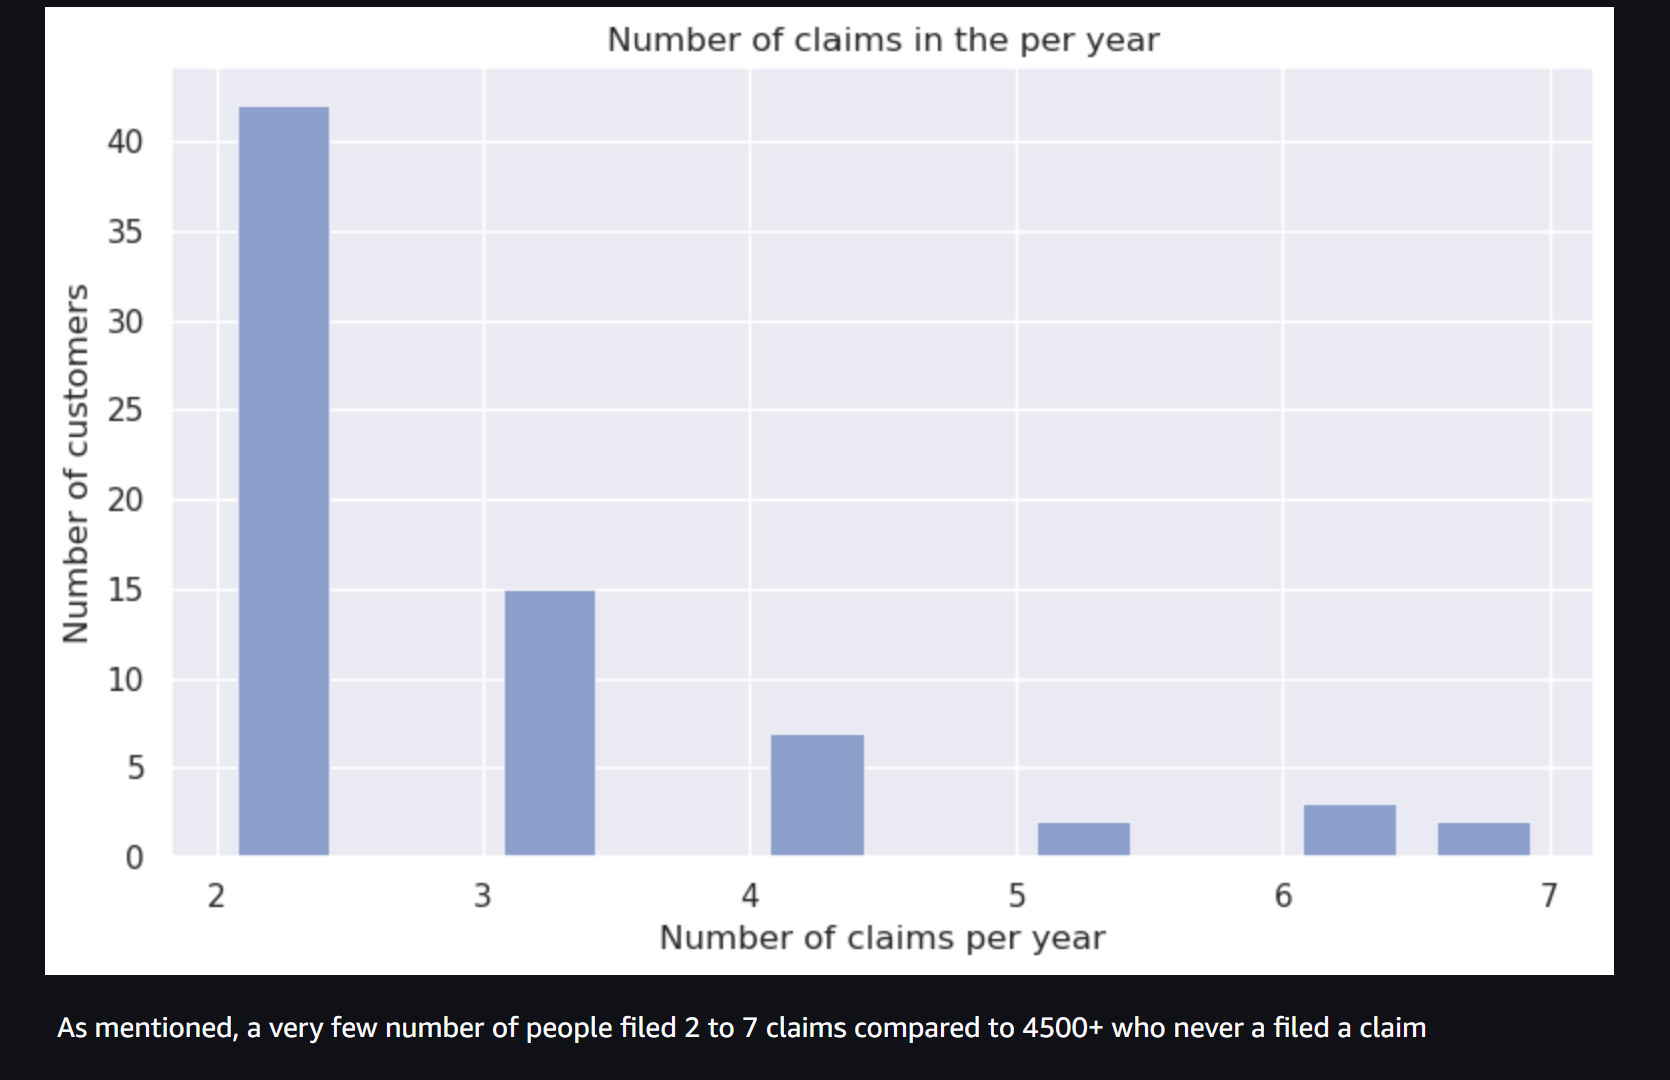 Number of claims in the per year
40
35
30
25
20
15
10
5
0
Number of customers
2 3 4 5 6 7
Number of claims per year
As mentioned, a very few number of people filed 2 to 7 claims compared to 4500+ who never a filed a claim